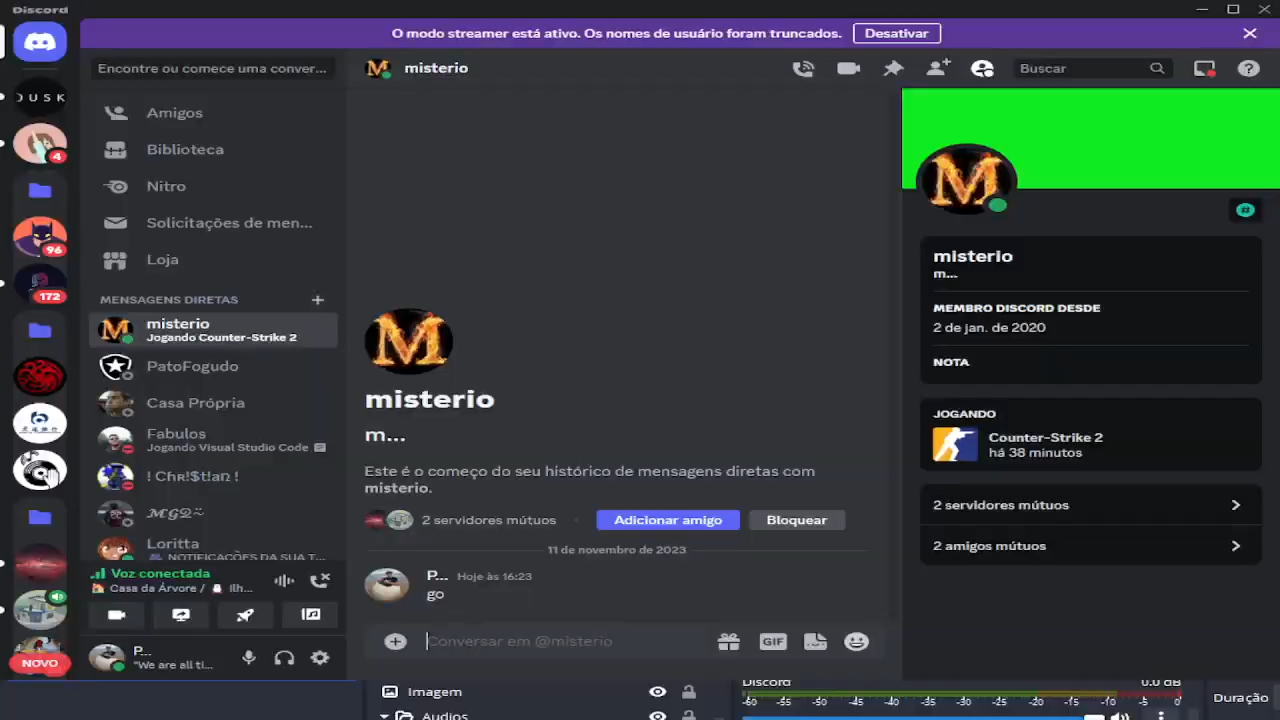 Discord
O modo streamer está ativo. Os nomes de usuário foram truncados.
Desativar
Encontre ou comece uma conver...
misterio
Buscar
DUSK
4
96
172
NOVO
Amigos
Biblioteca
Nitro
Solicitações de men...
Loja
MENSAGENS DIRETAS
misterio
Jogando Counter-Strike 2
PatoFogudo
Casa Própria
Fabulos
Jogando Visual Studio Code
Loritta
NOTIFICAÇÕES DA SUA T...
Voz conectada
Casa da Árvore / Ilh...
P...
"We are all ti...
misterio
m...
Este é o começo do seu histórico de mensagens diretas com
misterio.
2 servidores mútuos
Adicionar amigo
Bloquear
11 de novembro de 2023
P... Hoje às 16:23
go
Conversar em @misterio
GIF
misterio
m...
MEMBRO DISCORD DESDE
2 de jan. de 2020
NOTA
JOGANDO
Counter-Strike 2
há 38 minutos
2 servidores mútuos
2 amigos mútuos
Imagem
Audios
Discord
0.0 dB
-60 -55 -50 -45 -40 -35 -30 -25 -20 -15 -10 -5 0
Duração